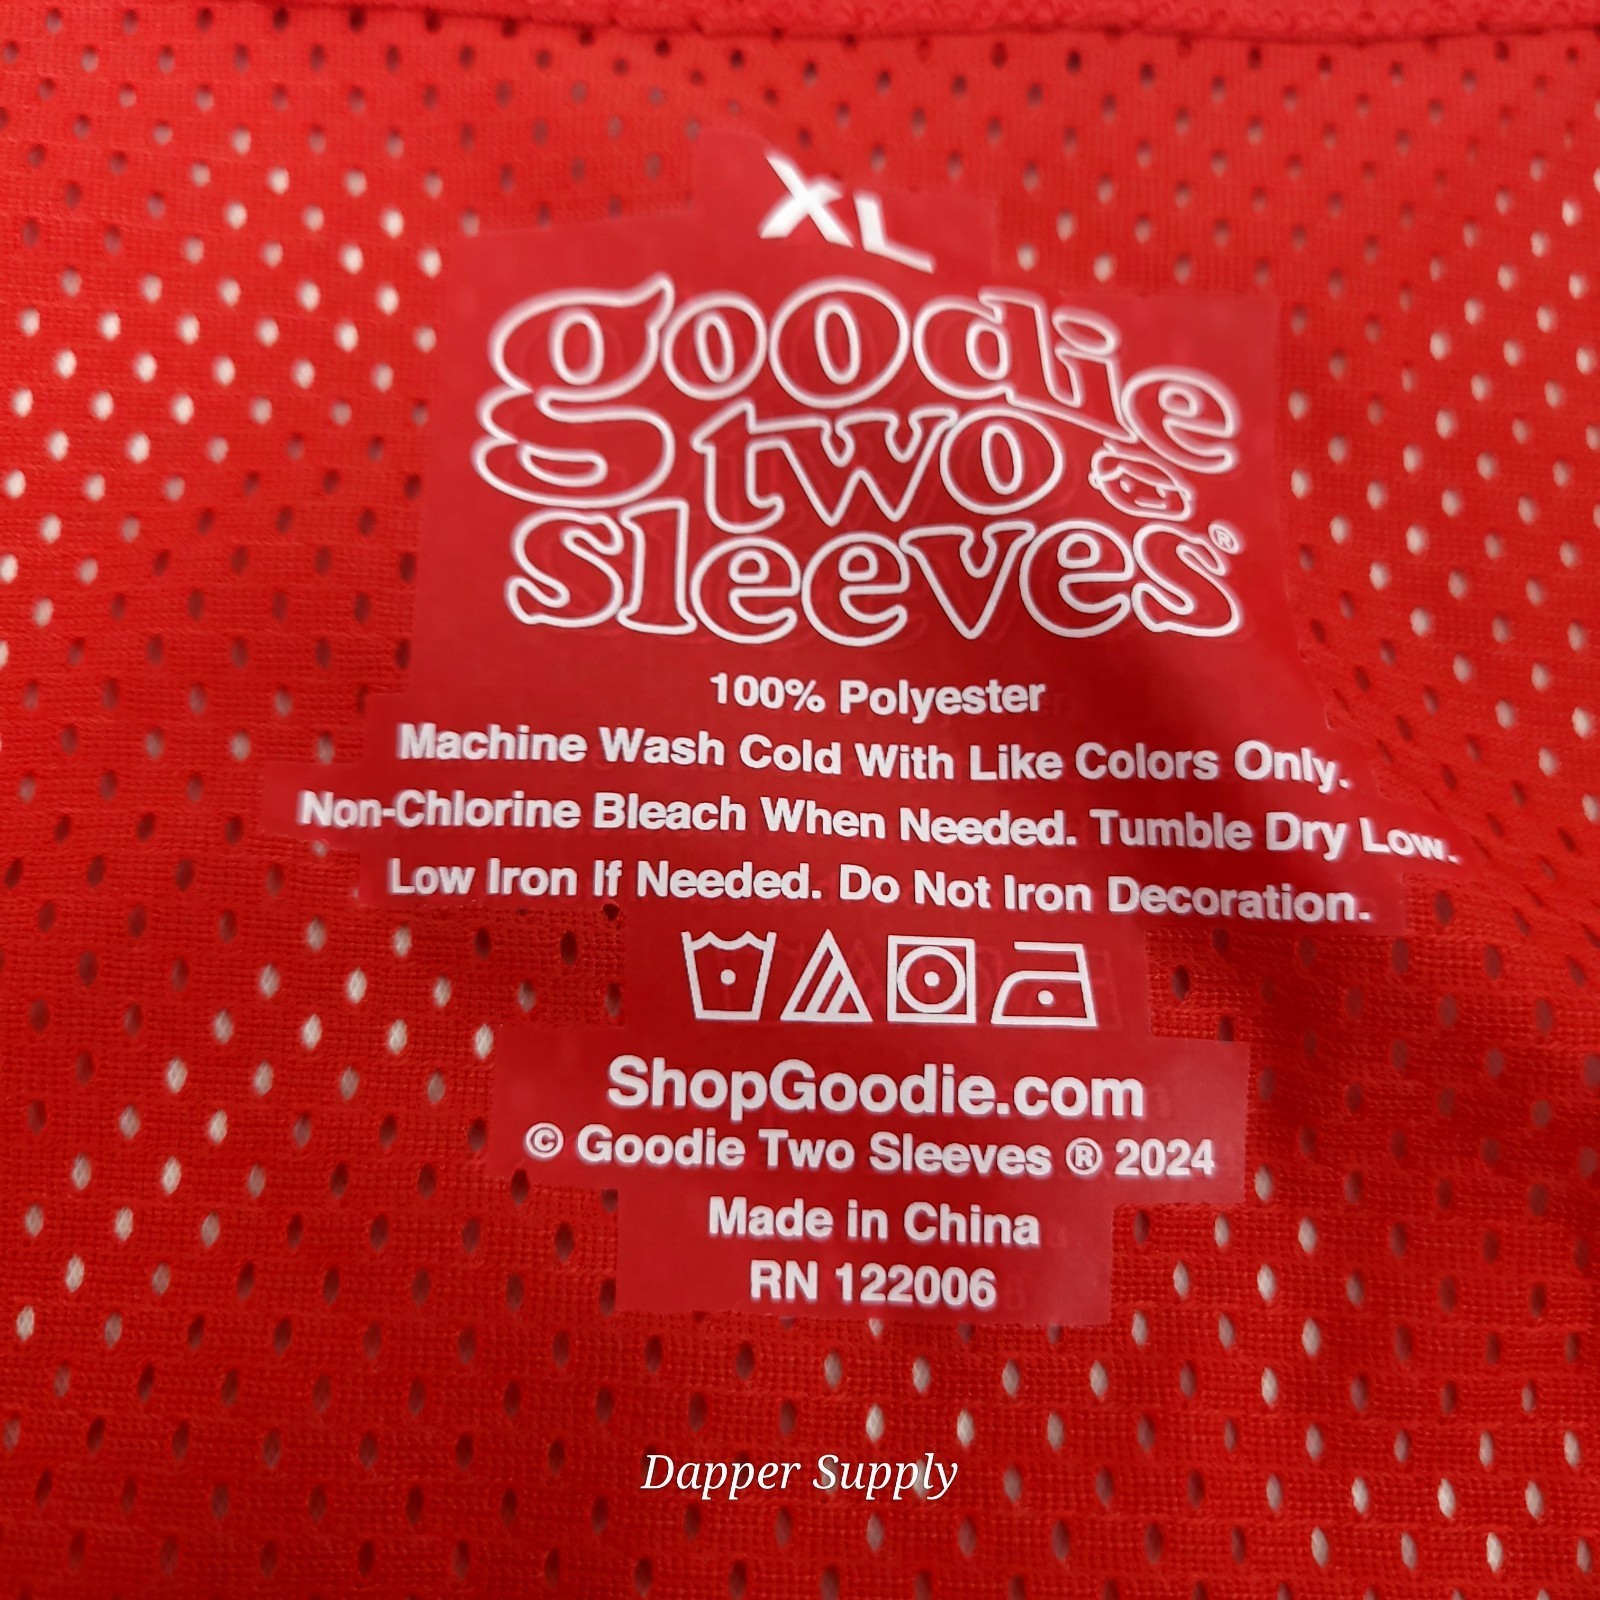 XL
goodie
two
sleeves®
100% Polyester
Machine Wash Cold With Like Colors Only.
Non-Chlorine Bleach When Needed. Tumble Dry Low.
Low Iron If Needed. Do Not Iron Decoration.
ShopGoodie.com
© Goodie Two Sleeves ® 2024
Made in China
RN 122006
Dapper Supply